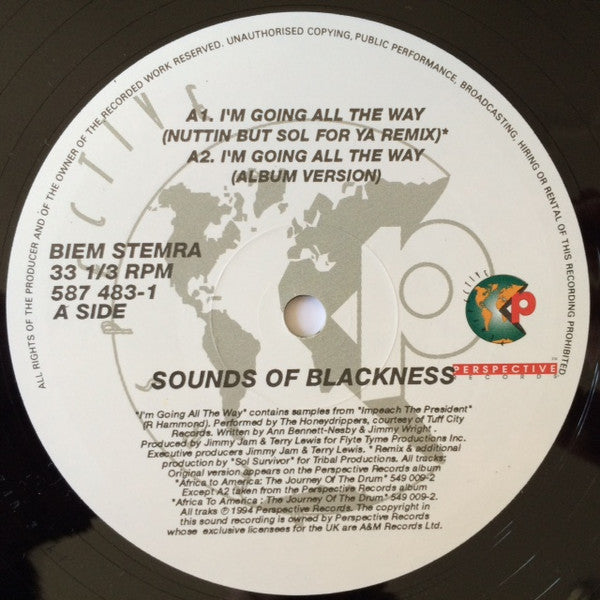 ALL RIGHTS OF THE PRODUCER AND OF THE OWNER OF THE RECORDED WORK RESERVED. UNAUTHORISED COPYING, PUBLIC PERFORMANCE, BROADCASTING, HIRING OR RENTAL OF THIS RECORDING PROHIBITED.
A1. I'M GOING ALL THE WAY
(NUTTIN BUT SOL FOR YA REMIX)*
A2. I'M GOING ALL THE WAY
(ALBUM VERSION)
BIEM STEMRA
33 1/3 RPM
587 483-1
A SIDE
SOUNDS OF BLACKNESS
PERSPECTIVE
RECORDS
"I'm Going All The Way" contains samples from "Impeach The President"
(R Hammond). Performed by The Honeydrippers, courtesy of Tuff City
Records. Written by Ann Bennett-Nesby & Jimmy Wright .
Produced by Jimmy Jam & Terry Lewis for Flyte Tyme Productions Inc.
Executive producers Jimmy Jam & Terry Lewis. * Remix & additional
production by "Sol Survivor" for Tribal Productions. All tracks;
Original version appears on the Perspective Records album
"Africa to America: The Journey Of The Drum" 549 009-2
Except A2 taken from the Perspective Records album
"Africa To America : The Journey Of The Drum" 549 009-2.
All traks ℗ 1994 Perspective Records. The copyright in
this sound recording is owned by Perspective Records
whose exclusive licensees for the UK are A&M Records Ltd.